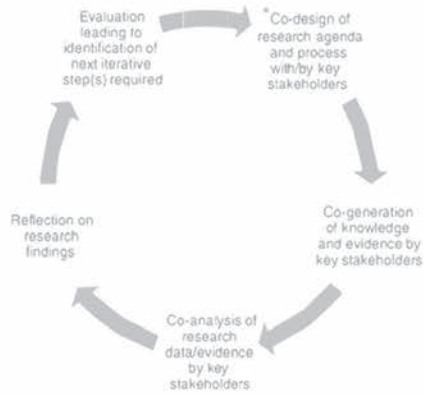 Evaluation
leading to
identification of
next iterative
step(s) required
*Co-design of
research agenda
and process
with/by key
stakeholders
Co-generation
of knowledge
and evidence by
key stakeholders
Co-analysis of
research
data/evidence
by key
stakeholders
Reflection on
research
findings